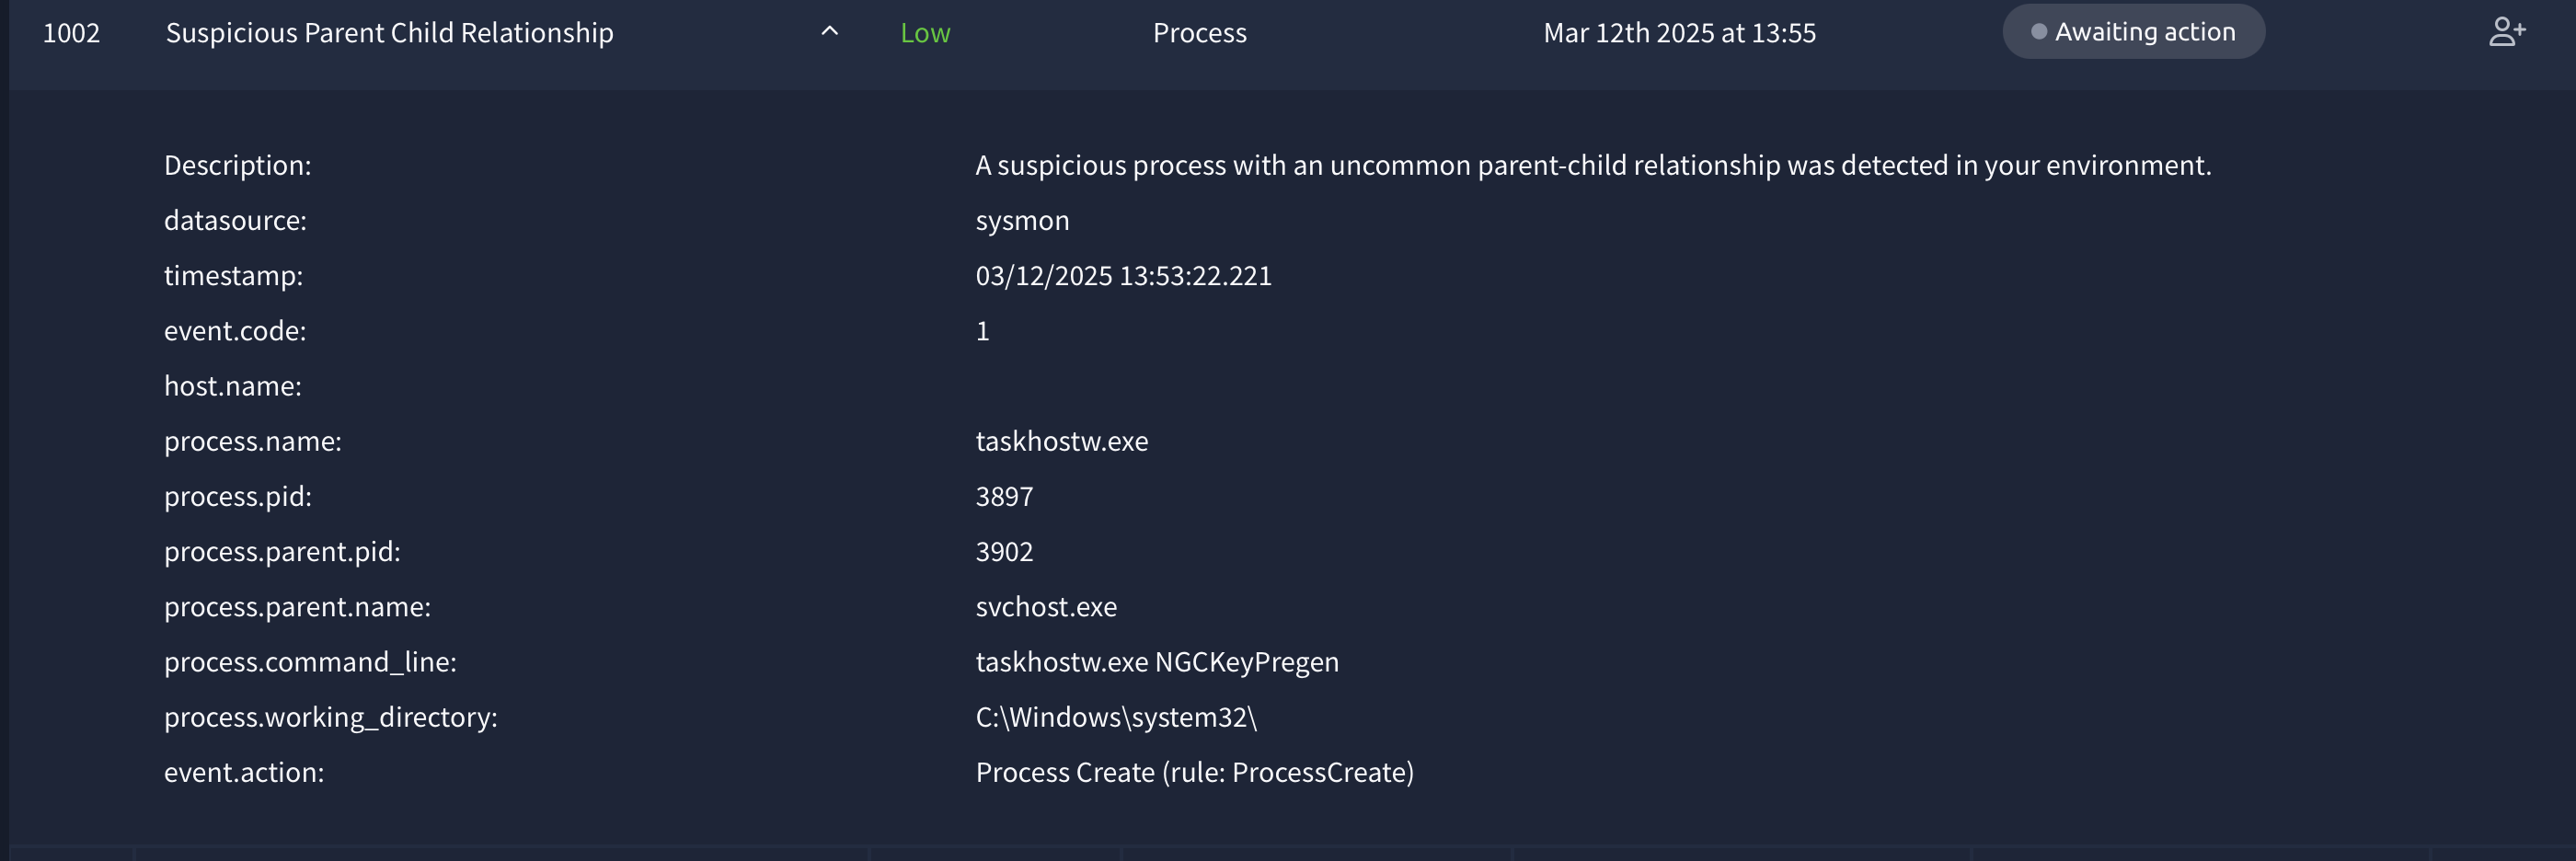 1002 Suspicious Parent Child Relationship Low Process Mar 12th 2025 at 13:55 Awaiting action
Description: A suspicious process with an uncommon parent-child relationship was detected in your environment.
datasource: sysmon
timestamp: 03/12/2025 13:53:22.221
event.code: 1
host.name:
process.name: taskhostw.exe
process.pid: 3897
process.parent.pid: 3902
process.parent.name: svchost.exe
process.command_line: taskhostw.exe NGCKeyPregen
process.working_directory: C:\Windows\system32\
event.action: Process Create (rule: ProcessCreate)